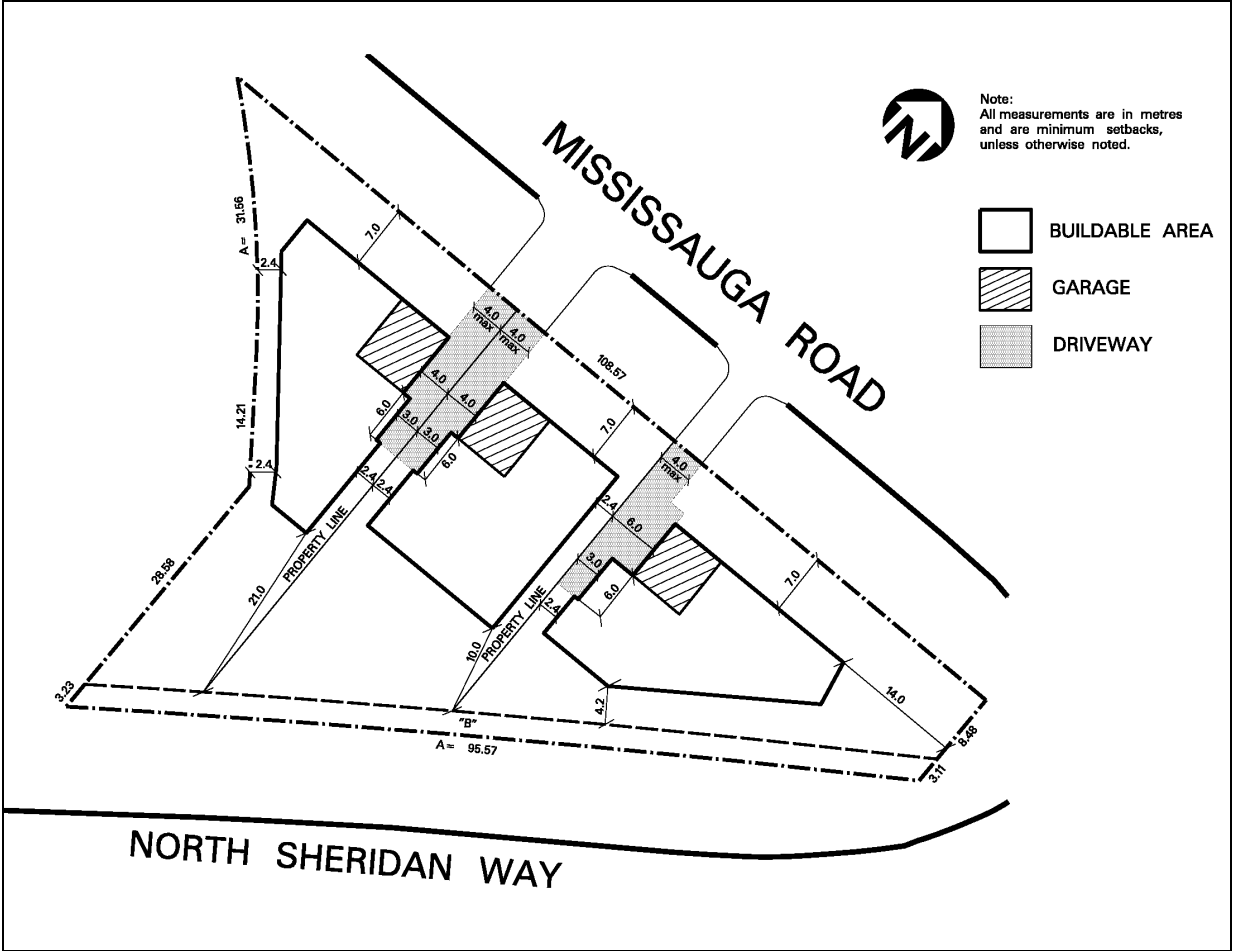 Note:
All measurements are in metres
and are minimum setbacks,
unless otherwise noted.
N
MISSISSAUGA ROAD
BUILDABLE AREA
GARAGE
DRIVEWAY
A= 31.56
7.0
2.4
4.0
max
4.0
max
108.57
4.0
4.0
6.0
3.0
3.0
6.0
7.0
14.21
2.4
2.4
2.4
4.0
max
2.4
6.0
PROPERTY LINE
3.0
6.0
7.0
28.58
21.0
2.4
PROPERTY LINE
10.0
3.23
4.2
14.0
"B"
A= 95.57
8.48
3.11
NORTH SHERIDAN WAY